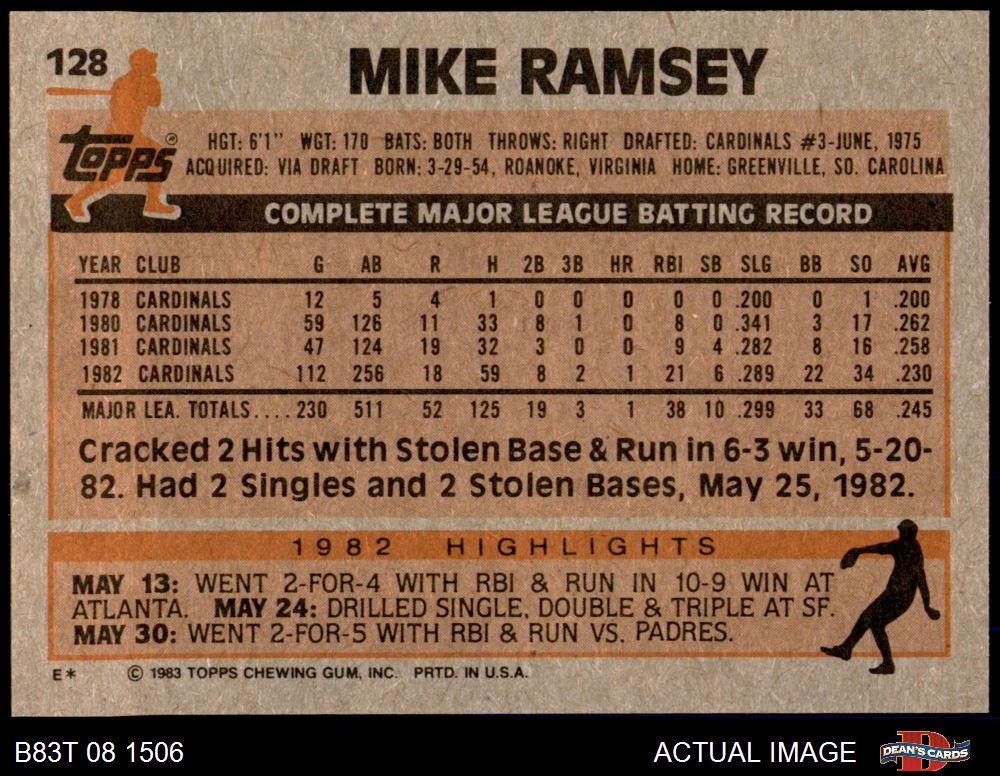 128
MIKE RAMSEY
Topps®
HGT: 6'1" WGT: 170 BATS: BOTH THROWS: RIGHT DRAFTED: CARDINALS #3-JUNE, 1975
ACQUIRED: VIA DRAFT BORN: 3-29-54, ROANOKE, VIRGINIA HOME: GREENVILLE, SO. CAROLINA
COMPLETE MAJOR LEAGUE BATTING RECORD
YEAR CLUB G AB R H 2B 3B HR RBI SB SLG BB SO AVG
1978 CARDINALS 12 5 4 1 0 0 0 0 0 .200 0 1 .200
1980 CARDINALS 59 126 11 33 8 1 0 8 0 .341 3 17 .262
1981 CARDINALS 47 124 19 32 3 0 0 9 4 .282 8 16 .258
1982 CARDINALS 112 256 18 59 8 2 1 21 6 .289 22 34 .230
MAJOR LEA. TOTALS.... 230 511 52 125 19 3 1 38 10 .299 33 68 .245
Cracked 2 Hits with Stolen Base & Run in 6-3 win, 5-20-
82. Had 2 Singles and 2 Stolen Bases, May 25, 1982.
1982 HIGHLIGHTS
MAY 13: WENT 2-FOR-4 WITH RBI & RUN IN 10-9 WIN AT
ATLANTA. MAY 24: DRILLED SINGLE, DOUBLE & TRIPLE AT SF.
MAY 30: WENT 2-FOR-5 WITH RBI & RUN VS. PADRES.
E* © 1983 TOPPS CHEWING GUM, INC. PRTD. IN U.S.A.
B83T 08 1506 ACTUAL IMAGE D DEAN'S CARDS